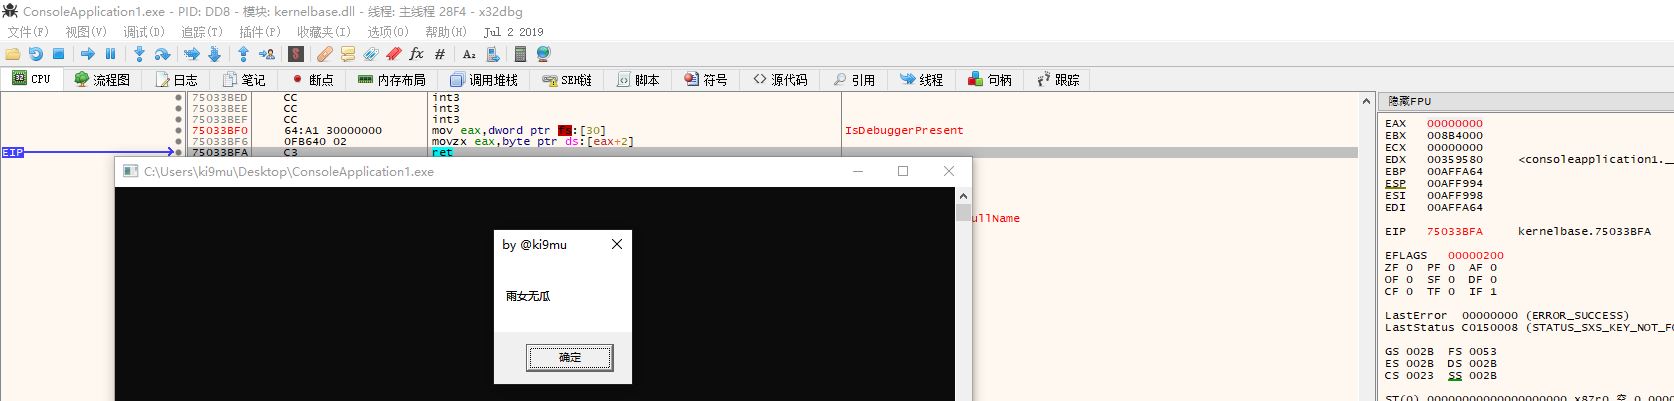 ConsoleApplication1.exe - PID: DD8 - 模块: kernelbase.dll - 线程: 主线程 28F4 - x32dbg
文件(F) 视图(V) 调试(D) 追踪(T) 插件(P) 收藏夹(I) 选项(O) 帮助(H) Jul 2 2019
CPU 流程图 日志 笔记 断点 内存布局 调用堆栈 SEH链 脚本 符号 源代码 引用 线程 句柄 跟踪
75033BED CC int3
75033BEE CC int3
75033BEF CC int3
75033BF0 64:A1 30000000 mov eax,dword ptr fs:[30] IsDebuggerPresent
75033BF6 0FB640 02 movzx eax,byte ptr ds:[eax+2]
EIP 75033BFA C3 ret
C:\Users\ki9mu\Desktop\ConsoleApplication1.exe
ullName
by @ki9mu
雨女无瓜
确定
隐藏FPU
EAX 00000000
EBX 008B4000
ECX 00000000
EDX 00359580 <consoleapplication1.__
EBP 00AFFA64
ESP 00AFF994
ESI 00AFF998
EDI 00AFFA64
EIP 75033BFA kernelbase.75033BFA
EFLAGS 00000200
ZF 0 PF 0 AF 0
OF 0 SF 0 DF 0
CF 0 TF 0 IF 1
LastError 00000000 (ERROR_SUCCESS)
LastStatus C0150008 (STATUS_SXS_KEY_NOT_FO
GS 002B FS 0053
ES 002B DS 002B
CS 0023 SS 002B